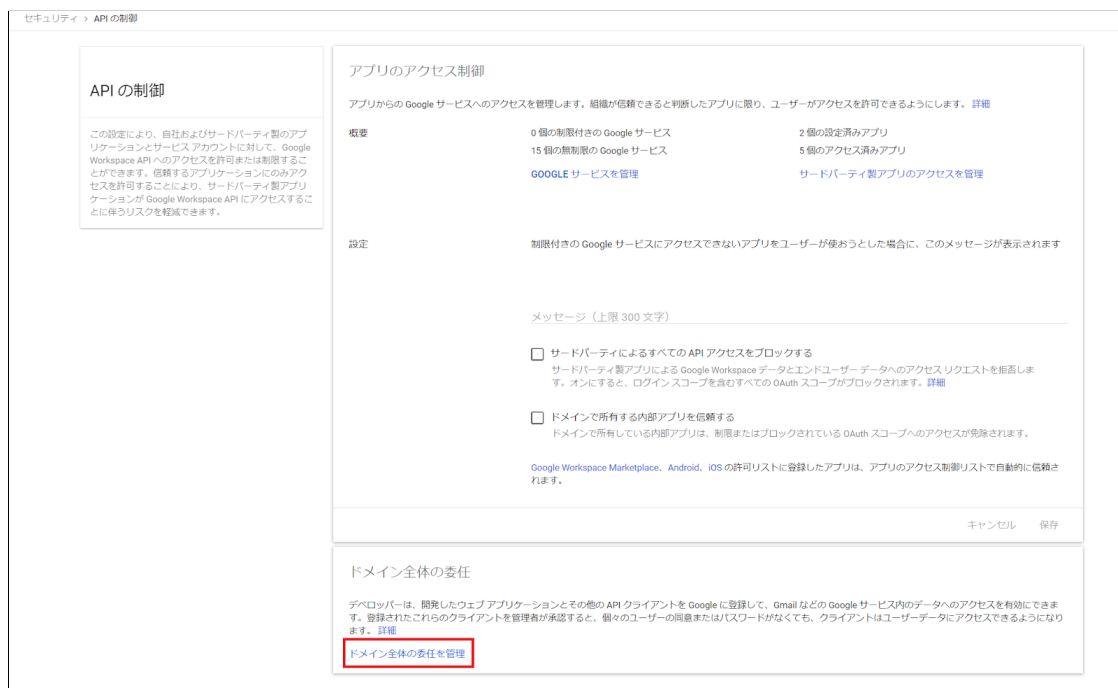 セキュリティ > API の制御
API の制御
この設定により、自社およびサードパーティ製のアプ
リケーションとサービス アカウントに対して、Google
Workspace API へのアクセスを許可または制限するこ
とができます。信頼するアプリケーションにのみアク
セスを許可することにより、サードパーティ製アプリ
ケーションが Google Workspace API にアクセスするこ
とに伴うリスクを軽減できます。
アプリのアクセス制御
アプリからの Google サービスへのアクセスを管理します。組織が信頼できると判断したアプリに限り、ユーザーがアクセスを許可できるようにします。 詳細
概要
0 個の制限付きの Google サービス
15 個の無制限の Google サービス
GOOGLE サービスを管理
2 個の設定済みアプリ
5 個のアクセス済みアプリ
サードパーティ製アプリのアクセスを管理
設定
制限付きの Google サービスにアクセスできないアプリをユーザーが使おうとした場合に、このメッセージが表示されます
メッセージ（上限 300 文字）
サードパーティによるすべての API アクセスをブロックする
サードパーティ製アプリによる Google Workspace データとエンドユーザー データへのアクセス リクエストを拒否しま
す。オンにすると、ログイン スコープを含むすべての OAuth スコープがブロックされます。詳細
ドメインで所有する内部アプリを信頼する
ドメインで所有している内部アプリは、制限またはブロックされている OAuth スコープへのアクセスが免除されます。
Google Workspace Marketplace、Android、iOS の許可リストに登録したアプリは、アプリのアクセス制御リストで自動的に信頼さ
れます。
キャンセル 保存
ドメイン全体の委任
デベロッパーは、開発したウェブ アプリケーションとその他の API クライアントを Google に登録して、Gmail などの Google サービス内のデータへのアクセスを有効にできま
す。登録されたこれらのクライアントを管理者が承認すると、個々のユーザーの同意またはパスワードがなくても、クライアントはユーザーデータにアクセスできるようになり
ます。 詳細
ドメイン全体の委任を管理